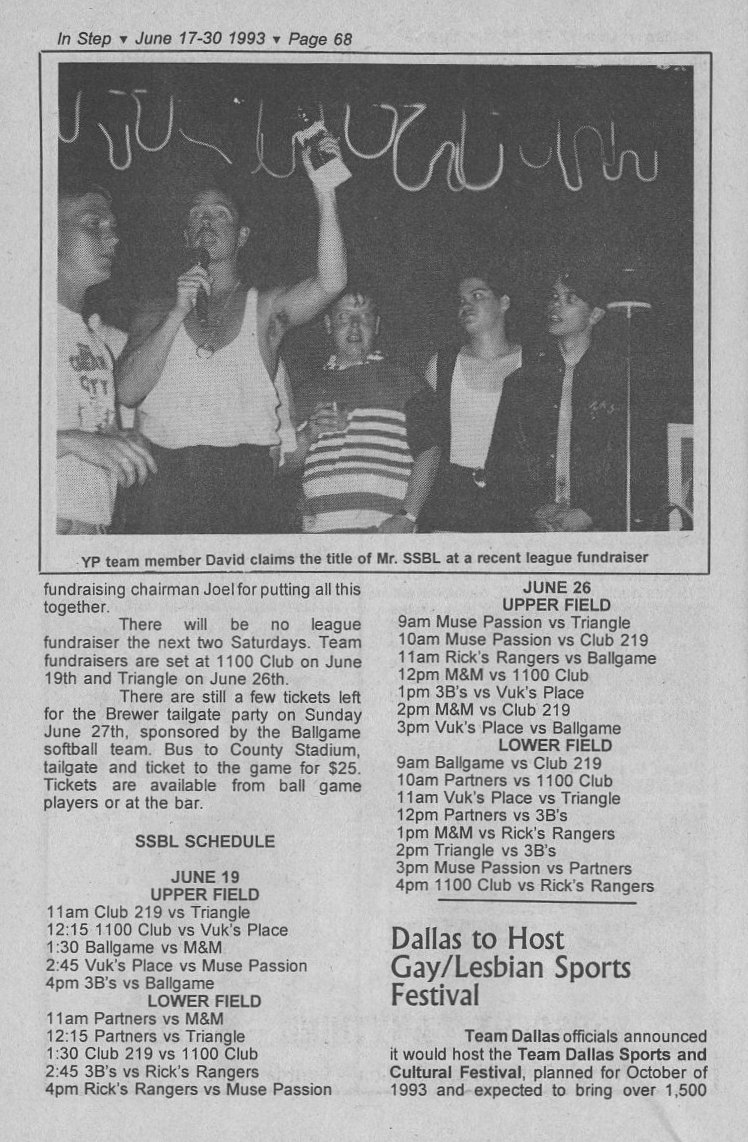 In Step ▼ June 17-30 1993 ▼ Page 68
CITY
YP team member David claims the title of Mr. SSBL at a recent league fundraiser
fundraising chairman Joel for putting all this
together.
There will be no league
fundraiser the next two Saturdays. Team
fundraisers are set at 1100 Club on June
19th and Triangle on June 26th.
There are still a few tickets left
for the Brewer tailgate party on Sunday
June 27th, sponsored by the Ballgame
softball team. Bus to County Stadium,
tailgate and ticket to the game for $25.
Tickets are available from ball game
players or at the bar.
SSBL SCHEDULE
JUNE 19
UPPER FIELD
11am Club 219 vs Triangle
12:15 1100 Club vs Vuk's Place
1:30 Ballgame vs M&M
2:45 Vuk's Place vs Muse Passion
4pm 3B's vs Ballgame
LOWER FIELD
11am Partners vs M&M
12:15 Partners vs Triangle
1:30 Club 219 vs 1100 Club
2:45 3B's vs Rick's Rangers
4pm Rick's Rangers vs Muse Passion
JUNE 26
UPPER FIELD
9am Muse Passion vs Triangle
10am Muse Passion vs Club 219
11am Rick's Rangers vs Ballgame
12pm M&M vs 1100 Club
1pm 3B's vs Vuk's Place
2pm M&M vs Club 219
3pm Vuk's Place vs Ballgame
LOWER FIELD
9am Ballgame vs Club 219
10am Partners vs 1100 Club
11am Vuk's Place vs Triangle
12pm Partners vs 3B's
1pm M&M vs Rick's Rangers
2pm Triangle vs 3B's
3pm Muse Passion vs Partners
4pm 1100 Club vs Rick's Rangers
Dallas to Host
Gay/Lesbian Sports
Festival
Team Dallas officials announced
it would host the Team Dallas Sports and
Cultural Festival, planned for October of
1993 and expected to bring over 1,500